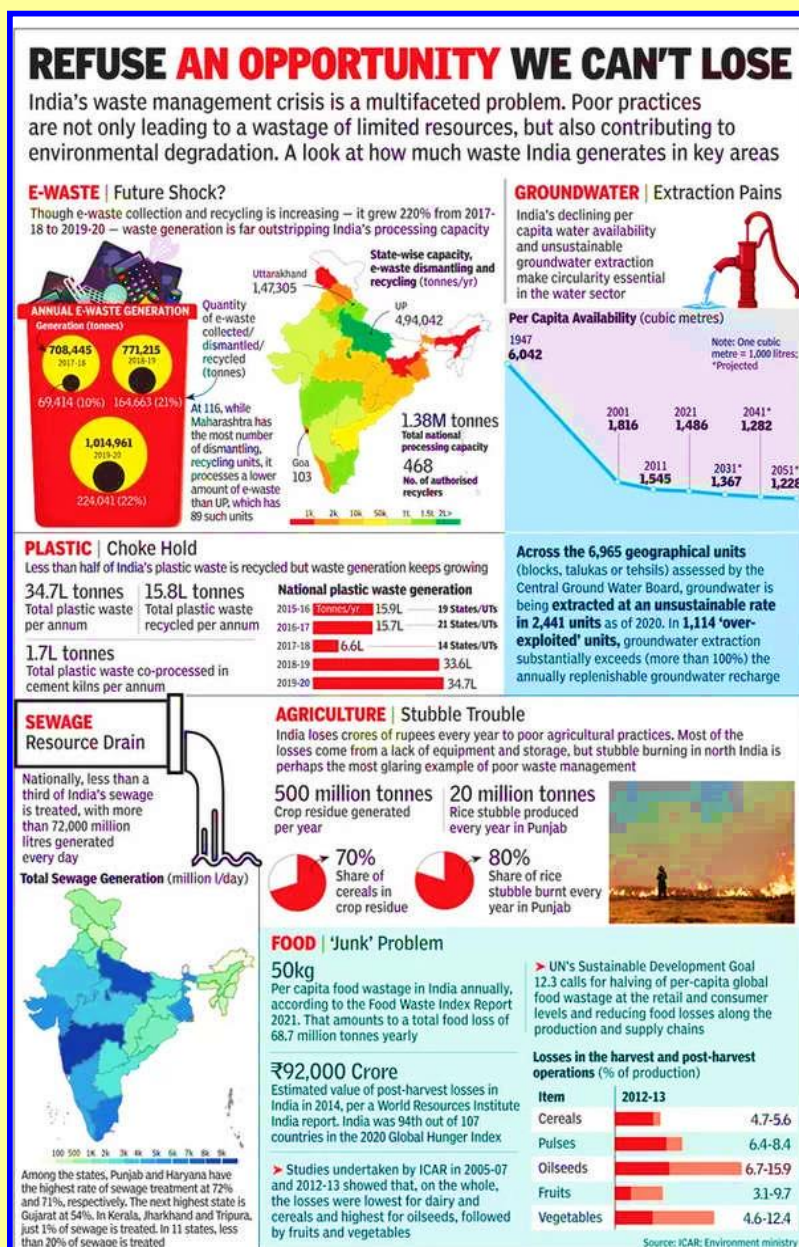 REFUSE AN OPPORTUNITY WE CAN'T LOSE
India's waste management crisis is a multifaceted problem. Poor practices
are not only leading to a wastage of limited resources, but also contributing to
environmental degradation. A look at how much waste India generates in key areas
E-WASTE | Future Shock?
Though e-waste collection and recycling is increasing — it grew 220% from 2017-
18 to 2019-20 — waste generation is far outstripping India's processing capacity
ANNUAL E-WASTE GENERATION
Generation (tonnes)
708,445
2017-18
771,215
2018-19
69,414 (10%)
164,663 (21%)
1,014,961
2019-20
224,041 (22%)
Quantity
of e-waste
collected/
dismantled/
recycled
(tonnes)
At 116, while
Maharashtra has
the most number
of dismantling,
recycling units, it
processes a lower
amount of e-waste
than UP, which has
89 such units
State-wise capacity,
e-waste dismantling and
recycling (tonnes/yr)
Uttarakhand
1,47,305
UP
4,94,042
Goa
103
1.38M tonnes
Total national
processing capacity
468
No. of authorised
recyclers
1k 2k 10k 50k 1L 1.5L 2L>
GROUNDWATER | Extraction Pains
India's declining per
capita water availability
and unsustainable
groundwater extraction
make circularity essential
in the water sector
Per Capita Availability (cubic metres)
Note: One cubic
metre = 1,000 litres;
*Projected
1947
6,042
2001
1,816
2011
1,545
2021
1,486
2031*
1,367
2041*
1,282
2051*
1,228
Across the 6,965 geographical units
(blocks, talukas or tehsils) assessed by the
Central Ground Water Board, groundwater is
being extracted at an unsustainable rate
in 2,441 units as of 2020. In 1,114 'over-
exploited' units, groundwater extraction
substantially exceeds (more than 100%) the
annually replenishable groundwater recharge
PLASTIC | Choke Hold
Less than half of India's plastic waste is recycled but waste generation keeps growing
34.7L tonnes
Total plastic waste
per annum
15.8L tonnes
Total plastic waste
recycled per annum
1.7L tonnes
Total plastic waste co-processed in
cement kilns per annum
National plastic waste generation
2015-16 Tonnes/yr 15.9L 19 States/UTs
2016-17 15.7L 21 States/UTs
2017-18 6.6L 14 States/UTs
2018-19 33.6L
2019-20 34.7L
SEWAGE
Resource Drain
Nationally, less than a
third of India's sewage
is treated, with more
than 72,000 million
litres generated
every day
Total Sewage Generation (million l/day)
100 500 1k 2k 3k 4k 5k 6k 7k 8k 9k
Among the states, Punjab and Haryana have
the highest rate of sewage treatment at 72%
and 71%, respectively. The next highest state is
Gujarat at 54%. In Kerala, Jharkhand and Tripura,
just 1% of sewage is treated. In 11 states, less
than 20% of sewage is treated
AGRICULTURE | Stubble Trouble
India loses crores of rupees every year to poor agricultural practices. Most of the
losses come from a lack of equipment and storage, but stubble burning in north India is
perhaps the most glaring example of poor waste management
500 million tonnes
Crop residue generated
per year
20 million tonnes
Rice stubble produced
every year in Punjab
70%
Share of
cereals in
crop residue
80%
Share of rice
stubble burnt every
year in Punjab
FOOD | 'Junk' Problem
50kg
Per capita food wastage in India annually,
according to the Food Waste Index Report
2021. That amounts to a total food loss of
68.7 million tonnes yearly
₹92,000 Crore
Estimated value of post-harvest losses in
India in 2014, per a World Resources Institute
India report. India was 94th out of 107
countries in the 2020 Global Hunger Index
➤ Studies undertaken by ICAR in 2005-07
and 2012-13 showed that, on the whole,
the losses were lowest for dairy and
cereals and highest for oilseeds, followed
by fruits and vegetables
➤ UN's Sustainable Development Goal
12.3 calls for halving of per-capita global
food wastage at the retail and consumer
levels and reducing food losses along the
production and supply chains
Losses in the harvest and post-harvest
operations (% of production)
Item 2012-13
Cereals 4.7-5.6
Pulses 6.4-8.4
Oilseeds 6.7-15.9
Fruits 3.1-9.7
Vegetables 4.6-12.4
Source: ICAR; Environment ministry